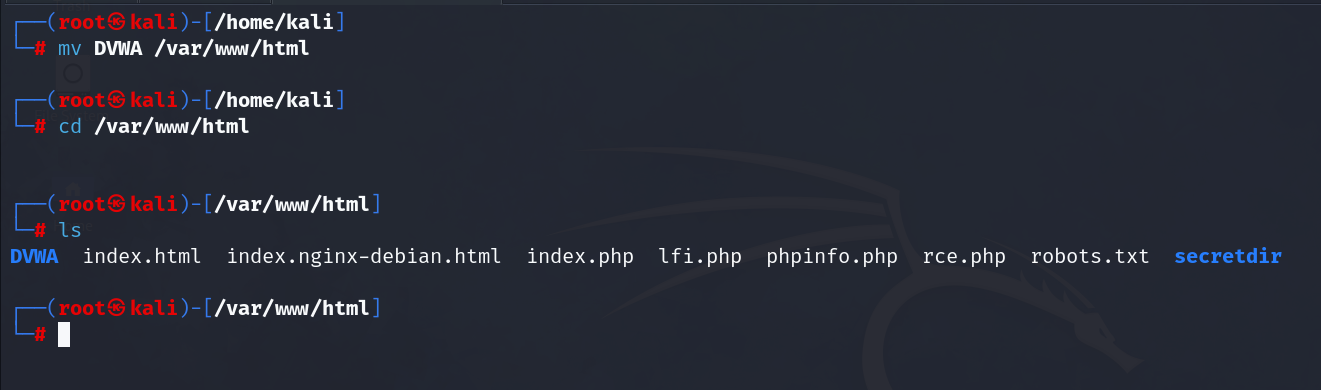 ┌──(root㉿kali)-[/home/kali]
└─# mv DVWA /var/www/html
┌──(root㉿kali)-[/home/kali]
└─# cd /var/www/html
┌──(root㉿kali)-[/var/www/html]
└─# ls
DVWA index.html index.nginx-debian.html index.php lfi.php phpinfo.php rce.php robots.txt secretdir
┌──(root㉿kali)-[/var/www/html]
└─#